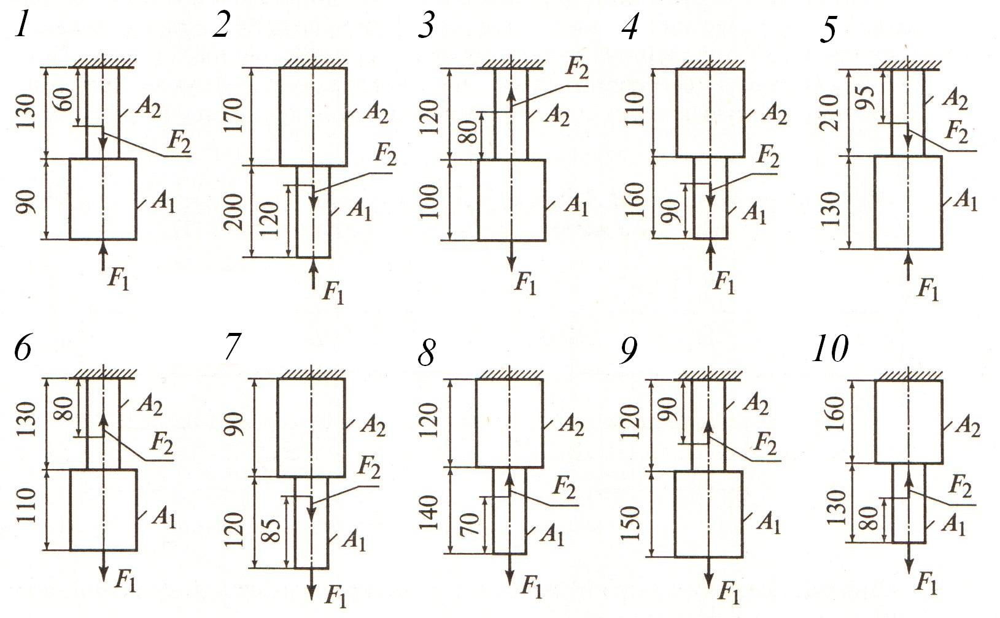 1 2 3 4 5
130 60 A2 F2 90 A1 F1
170 A2 F2 200 120 A1 F1
F2 120 80 A2 100 A1 F1
110 A2 F2 160 90 A1 F1
210 95 A2 F2 130 A1 F1
6 7 8 9 10
130 80 A2 F2 110 A1 F1
90 A2 F2 120 85 A1 F1
120 A2 F2 140 70 A1 F1
120 90 A2 F2 150 A1 F1
160 A2 F2 130 80 A1 F1